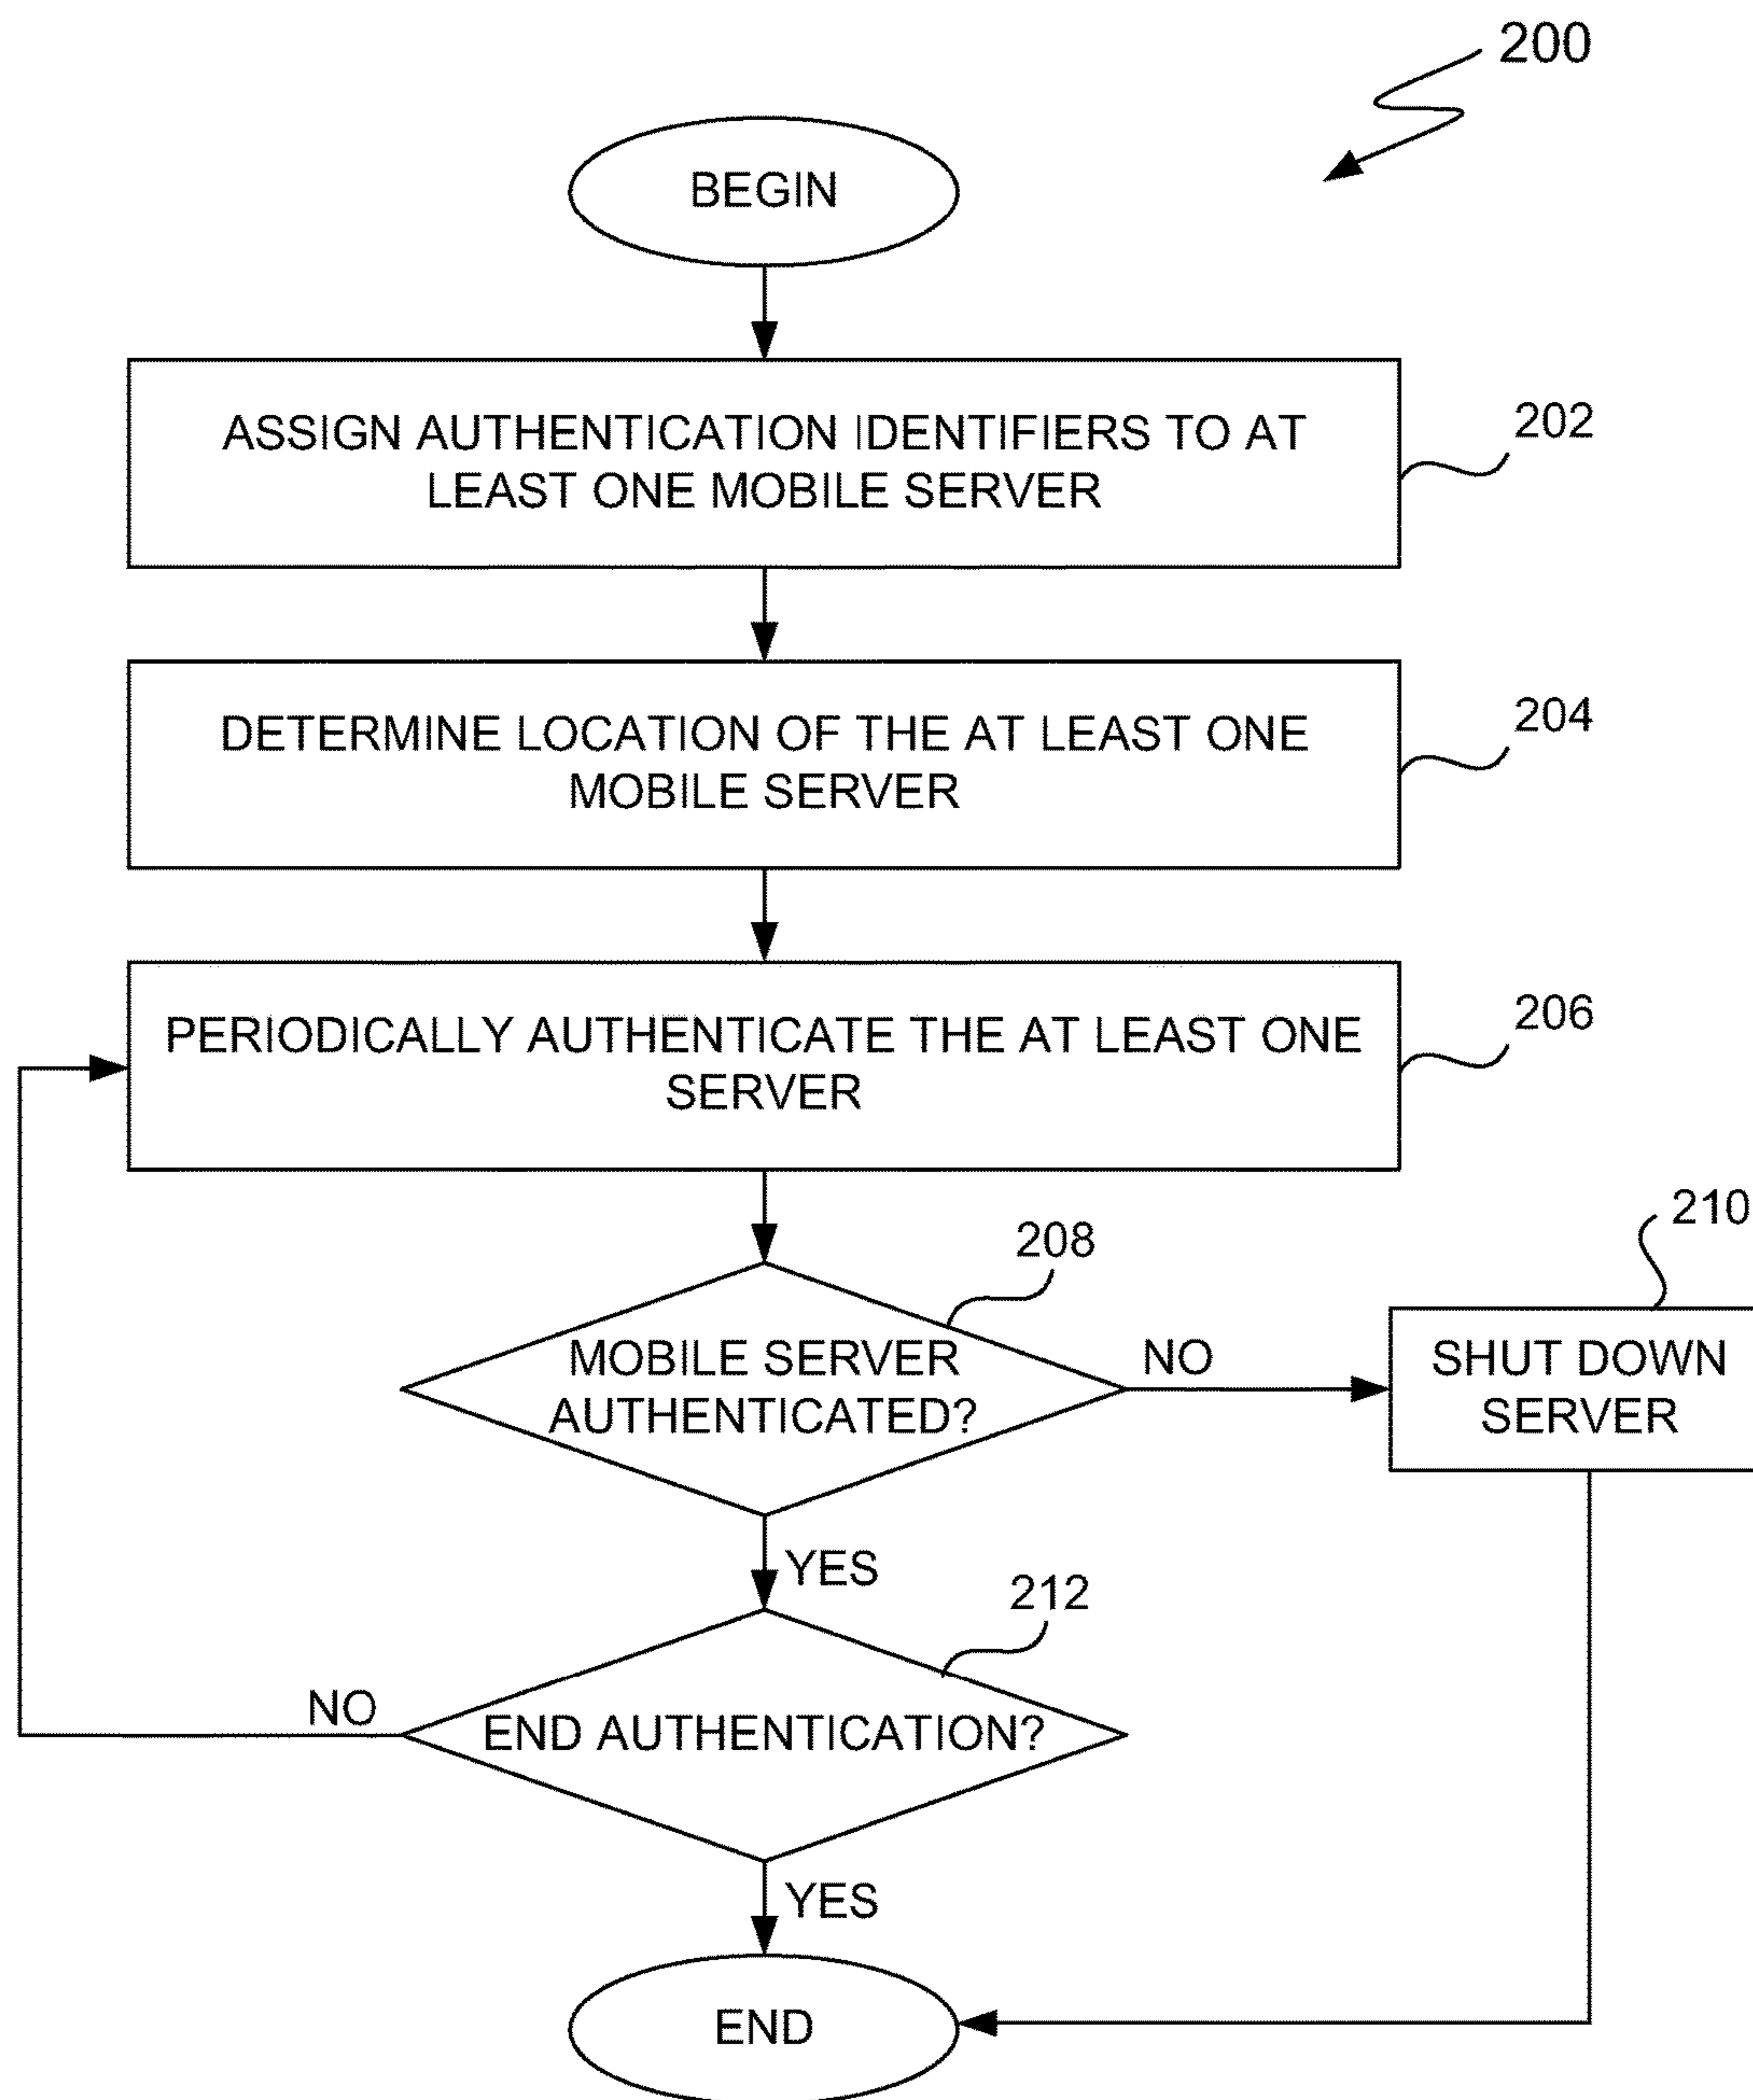 200
BEGIN
ASSIGN AUTHENTICATION IDENTIFIERS TO AT
LEAST ONE MOBILE SERVER
202
DETERMINE LOCATION OF THE AT LEAST ONE
MOBILE SERVER
204
PERIODICALLY AUTHENTICATE THE AT LEAST ONE
SERVER
206
208
MOBILE SERVER
AUTHENTICATED?
NO
210
SHUT DOWN
SERVER
YES
212
END AUTHENTICATION?
NO
YES
END